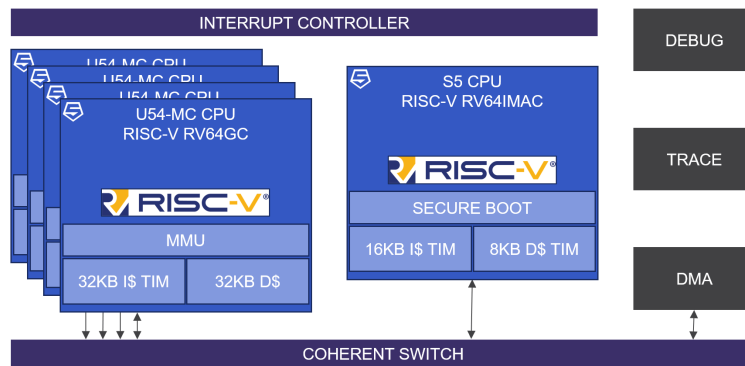 INTERRUPT CONTROLLER
DEBUG
U54-MC CPU
U54-MC CPU
U54-MC CPU
U54-MC CPU
RISC-V RV64GC
S5 CPU
RISC-V RV64IMAC
TRACE
RISC-V®
RISC-V®
SECURE BOOT
MMU
16KB I$ TIM
8KB D$ TIM
32KB I$ TIM
32KB D$
DMA
COHERENT SWITCH